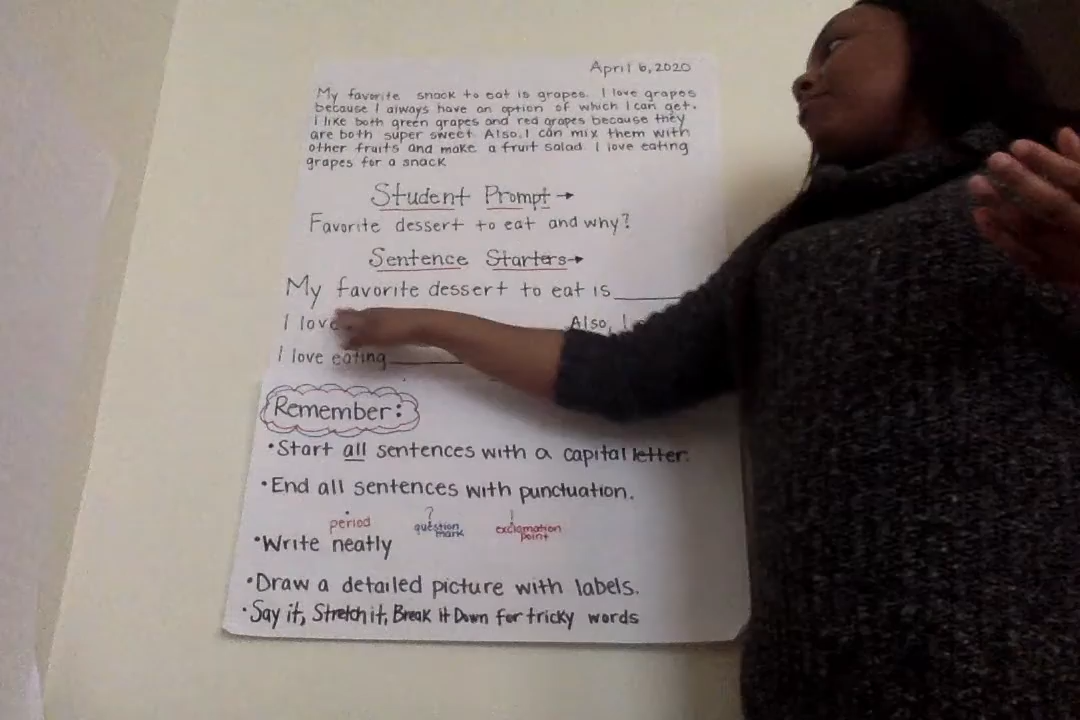 April 6, 2020
My favorite snack to eat is grapes. I love grapes
because I always have an option of which I can get.
I like both green grapes and red grapes because they
are both super sweet. Also, I can mix them with
other fruits and make a fruit salad. I love eating
grapes for a snack
Student Prompt →
Favorite dessert to eat and why?
Sentence Starters →
My favorite dessert to eat is______
I love Also, I
I love eating______
Remember:
• Start all sentences with a capital letter.
• End all sentences with punctuation.
. ? !
period question mark exclamation point
• Write neatly
• Draw a detailed picture with labels.
• Say it, Stretch it, Break it Down for tricky words